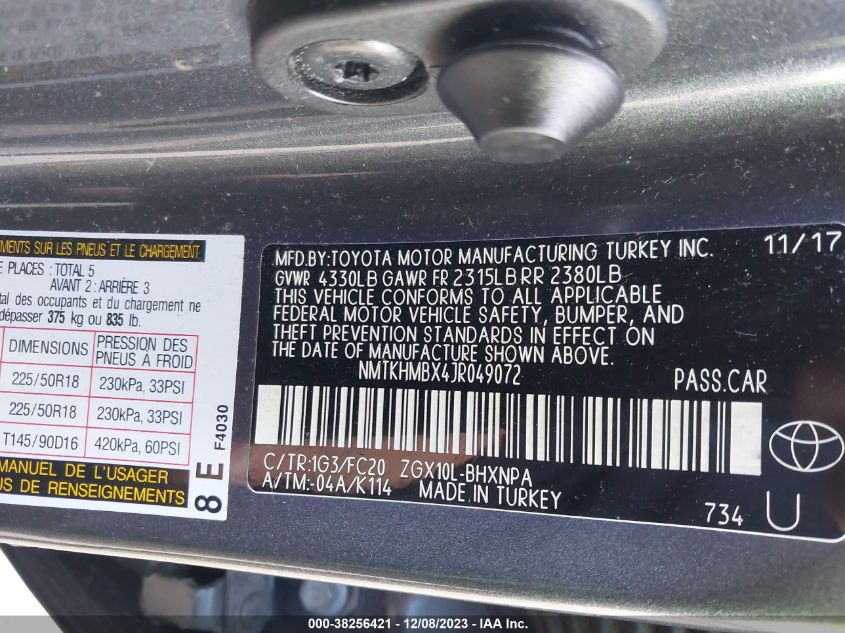 EMENTS SUR LES PNEUS ET LE CHARGEMENT
E PLACES : TOTAL 5
AVANT 2 : ARRIÈRE 3
tal des occupants et du chargement ne
dépasser 375 kg ou 835 lb.
DIMENSIONS PRESSION DES PNEUS A FROID
225/50R18 230kPa, 33PSI
225/50R18 230kPa, 33PSI
T145/90D16 420kPa, 60PSI
MANUEL DE L'USAGER
US DE RENSEIGNEMENTS
8 E F4030
MFD.BY:TOYOTA MOTOR MANUFACTURING TURKEY INC. 11/17
GVWR 4330LB GAWR FR 2315LB RR 2380LB
THIS VEHICLE CONFORMS TO ALL APPLICABLE
FEDERAL MOTOR VEHICLE SAFETY, BUMPER, AND
THEFT PREVENTION STANDARDS IN EFFECT ON
THE DATE OF MANUFACTURE SHOWN ABOVE.
NMTKHMBX4JR049072 PASS.CAR
C/TR:1G3/FC20 ZGX10L-BHXNPA
A/TM:-04A/K114 MADE IN TURKEY
734 U
000-38256421 - 12/08/2023 - IAA Inc.